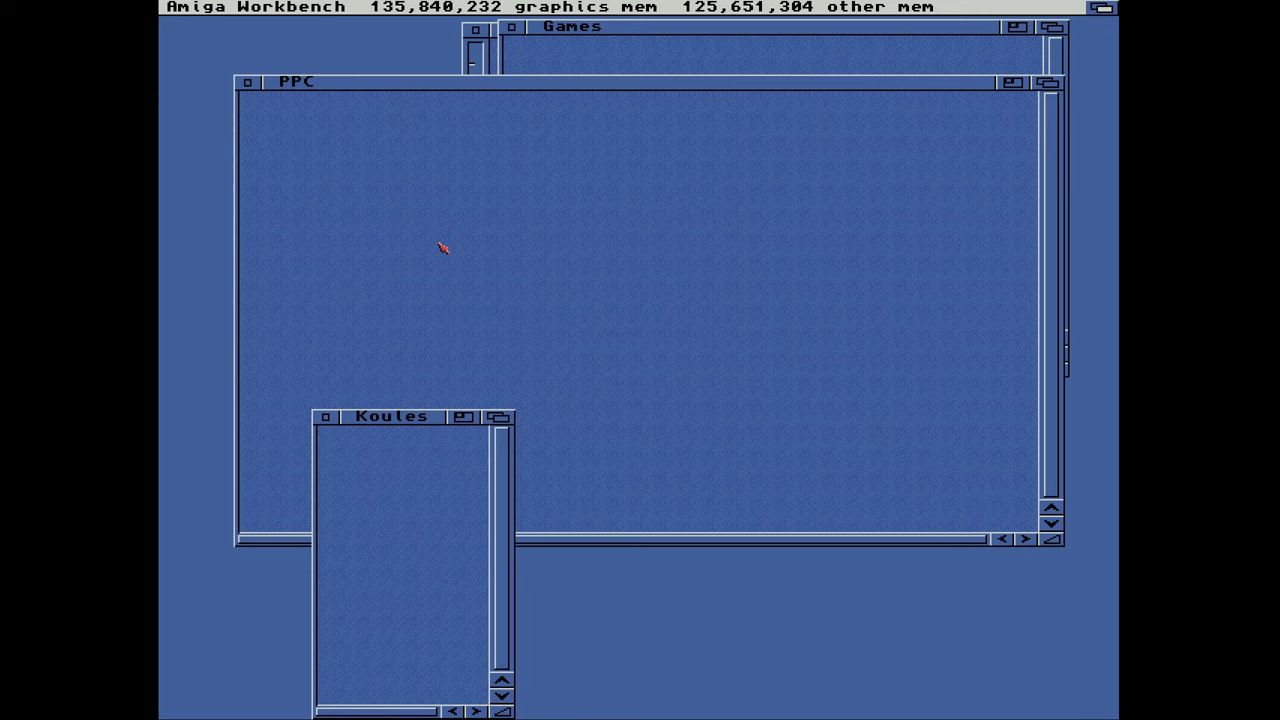 Amiga Workbench  135,840,232 graphics mem  125,651,304 other mem
Games
PPC
Koules